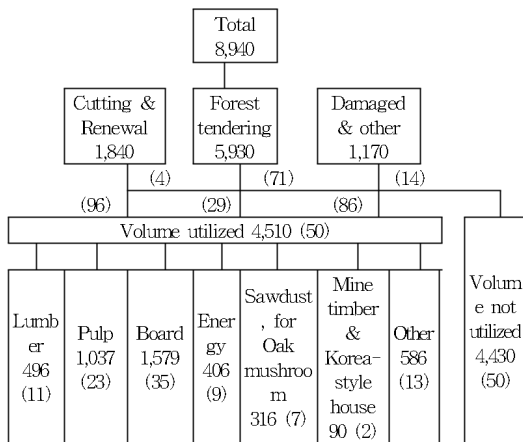 Total
8,940
Cutting &
Renewal
1,840
Forest
tendering
5,930
Damaged
& other
1,170
(4)
(71)
(14)
(96)
(29)
(86)
Volume utilized 4,510 (50)
Lumb
er
496
(11)
Pulp
1,037
(23)
Board
1,579
(35)
Energ
y
406
(9)
Sawdust
, for
Oak
mushroo
m
316 (7)
Mine
timber
&
Korea-
style
house
90 (2)
Other
586
(13)
Volum
e not
utilized
4,430
(50)